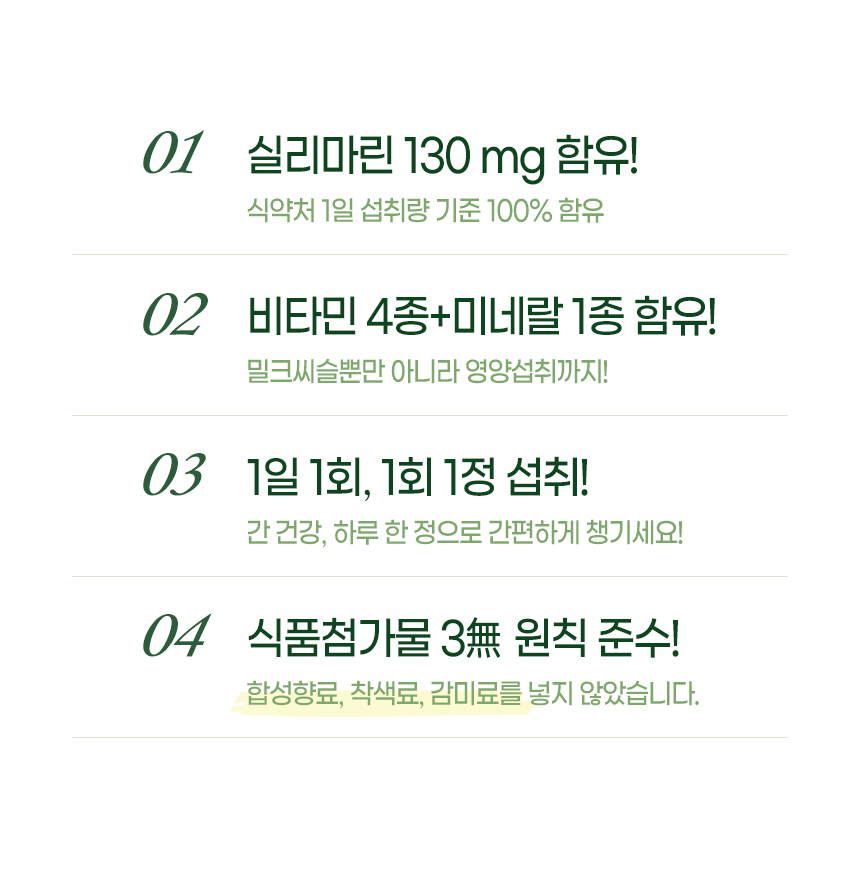 01 실리마린 130 mg 함유!
식약처 1일 섭취량 기준 100% 함유
02 비타민 4종+미네랄 1종 함유!
밀크씨슬뿐만 아니라 영양섭취까지!
03 1일 1회, 1회 1정 섭취!
간 건강, 하루 한 정으로 간편하게 챙기세요!
04 식품첨가물 3無 원칙 준수!
합성향료, 착색료, 감미료를 넣지 않았습니다.